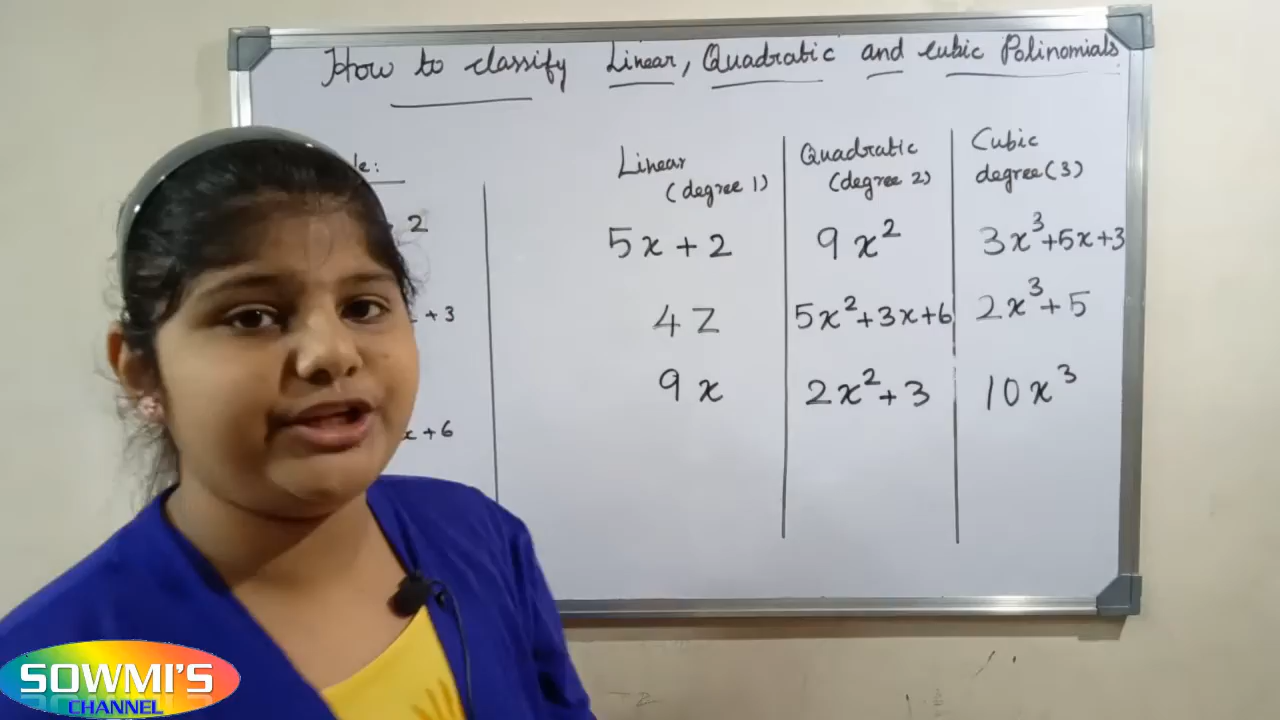 How to classify Linear, Quadratic and cubic Polinomials.
le:
2
+ 3
x + 6
Linear
(degree 1)
5x + 2
4Z
9x
Quadratic
(degree 2)
9x²
5x²+3x+6
2x²+3
Cubic
degree(3)
3x³+5x+3
2x³+5
10x³
SOWMI'S
CHANNEL